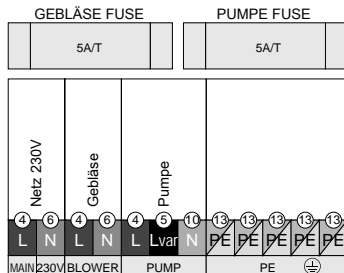 GEBLÄSE FUSE PUMPE FUSE
5A/T 5A/T
Netz 230V Gebläse Pumpe
4 6 4 6 4 5 10 13 13 13 13 13
L N L N L Lvar N PE PE PE PE PE
MAIN 230V BLOWER PUMP PE